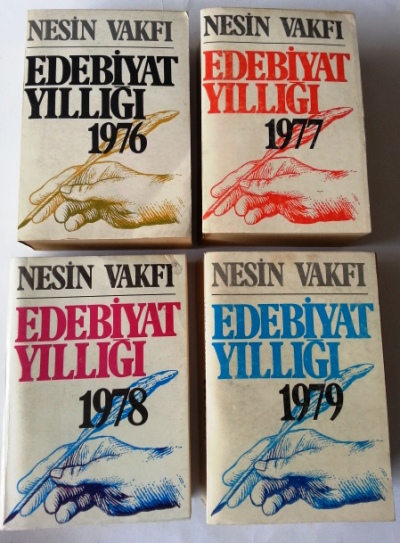 NESİN VAKFI
EDEBİYAT
YILLIĞI
1976
NESİN VAKFI
EDEBİYAT
YILLIĞI
1977
NESİN VAKFI
EDEBİYAT
YILLIĞI
1978
NESİN VAKFI
EDEBİYAT
YILLIĞI
1979